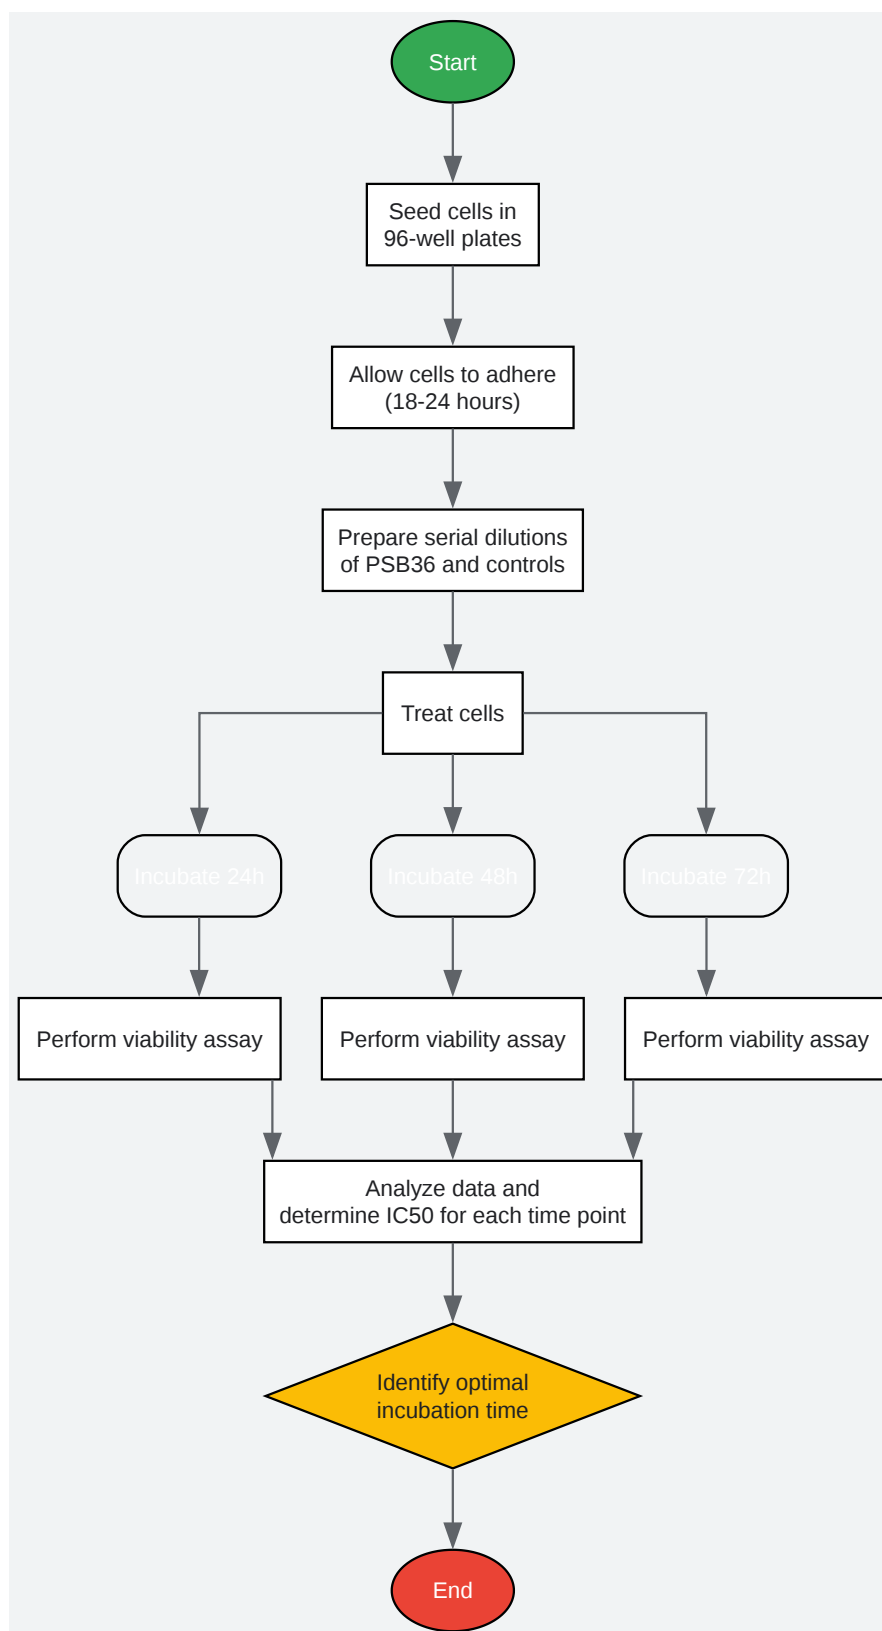 Start
Seed cells in
96-well plates
Allow cells to adhere
(18-24 hours)
Prepare serial dilutions
of PSB36 and controls
Treat cells
Incubate 24h
Incubate 48h
Incubate 72h
Perform viability assay
Perform viability assay
Perform viability assay
Analyze data and
determine IC50 for each time point
Identify optimal
incubation time
End